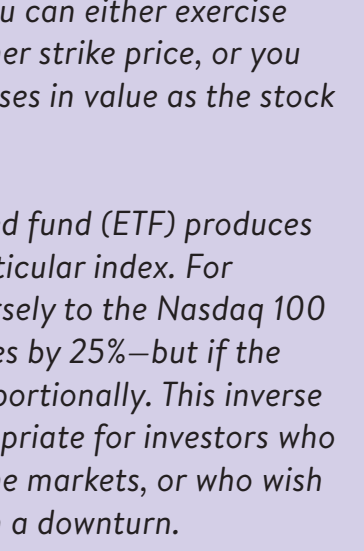 u can either exercise
er strike price, or you
ses in value as the stock
d fund (ETF) produces
ticular index. For
rsely to the Nasdaq 100
es by 25%—but if the
portionally. This inverse
priate for investors who
e markets, or who wish
a downturn.